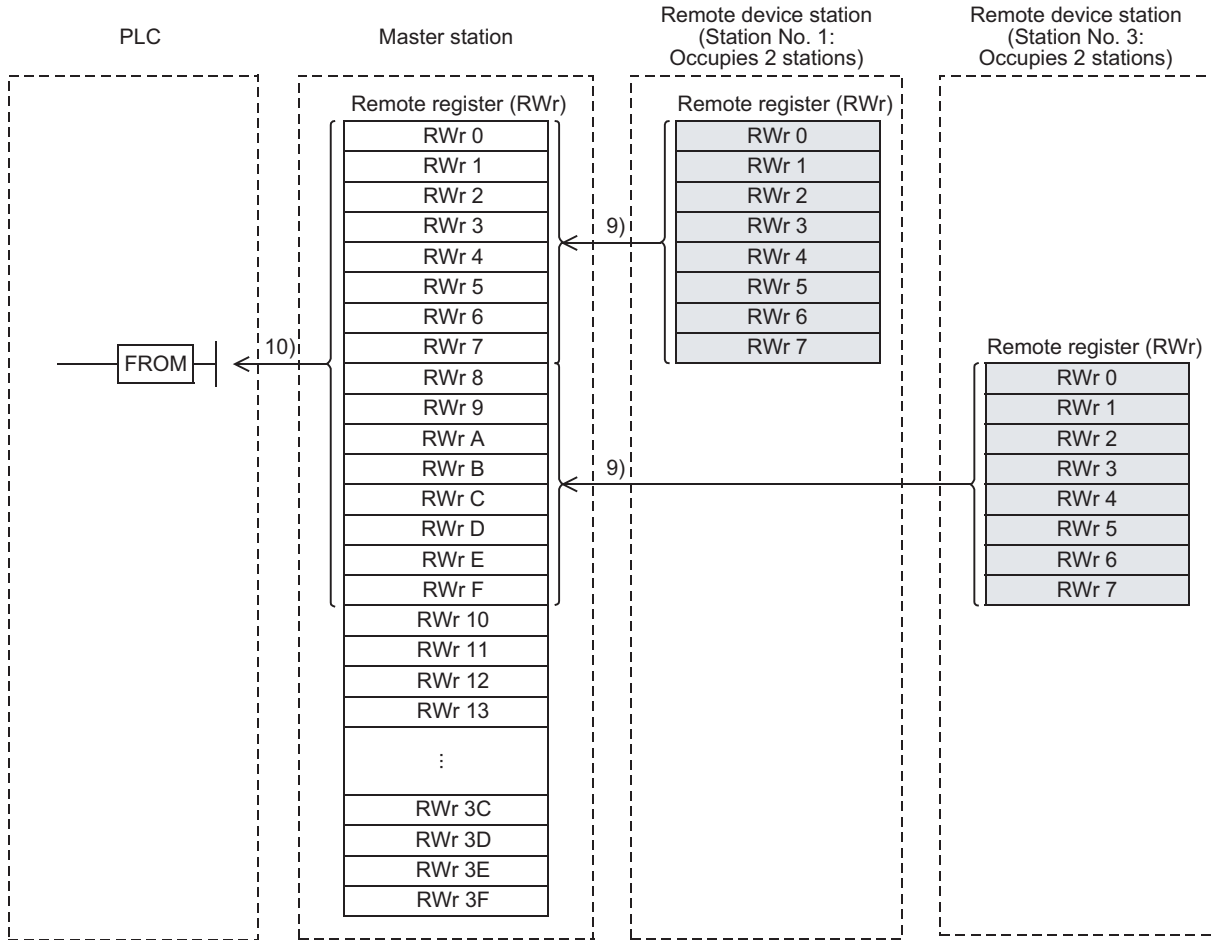 PLC
Master station
Remote device station
(Station No. 1:
Occupies 2 stations)
Remote device station
(Station No. 3:
Occupies 2 stations)
Remote register (RWr)
RWr 0
RWr 1
RWr 2
RWr 3
RWr 4
RWr 5
RWr 6
RWr 7
RWr 8
RWr 9
RWr A
RWr B
RWr C
RWr D
RWr E
RWr F
RWr 10
RWr 11
RWr 12
RWr 13
⋮
RWr 3C
RWr 3D
RWr 3E
RWr 3F
Remote register (RWr)
RWr 0
RWr 1
RWr 2
RWr 3
RWr 4
RWr 5
RWr 6
RWr 7
Remote register (RWr)
RWr 0
RWr 1
RWr 2
RWr 3
RWr 4
RWr 5
RWr 6
RWr 7
9)
9)
10)
FROM